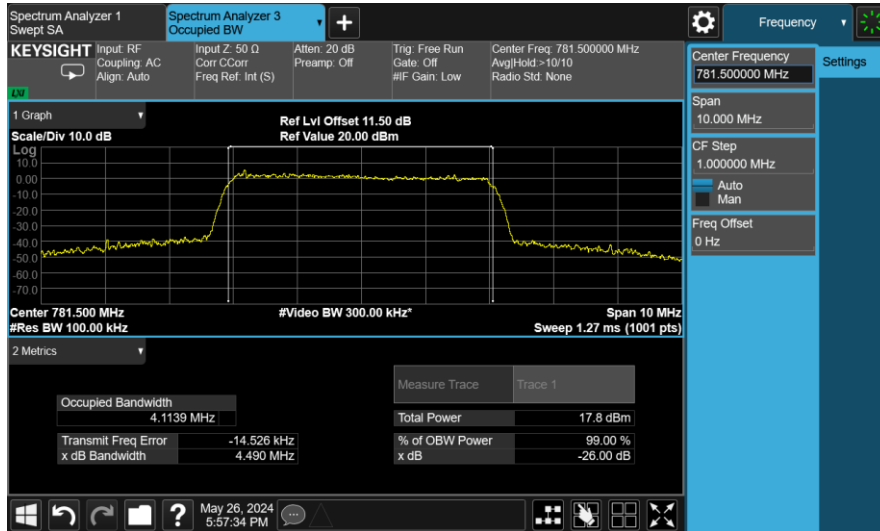 Spectrum Analyzer 1
Swept SA
Spectrum Analyzer 3
Occupied BW
+
Frequency
KEYSIGHT
Input: RF
Coupling: AC
Align: Auto
Input Z: 50 Ω
Corr CCorr
Freq Ref: Int (S)
Atten: 20 dB
Preamp: Off
Trig: Free Run
Gate: Off
#IF Gain: Low
Center Freq: 781.500000 MHz
Avg|Hold:>10/10
Radio Std: None
LXI
Center Frequency
781.500000 MHz
Settings
Span
10.000 MHz
CF Step
1.000000 MHz
Auto
Man
Freq Offset
0 Hz
1 Graph
Scale/Div 10.0 dB
Ref Lvl Offset 11.50 dB
Ref Value 20.00 dBm
Log
10.0
0.00
-10.0
-20.0
-30.0
-40.0
-50.0
-60.0
-70.0
Center 781.500 MHz
#Video BW 300.00 kHz*
Span 10 MHz
#Res BW 100.00 kHz
Sweep 1.27 ms (1001 pts)
2 Metrics
Measure Trace
Trace 1
Occupied Bandwidth
4.1139 MHz
Total Power
17.8 dBm
Transmit Freq Error
-14.526 kHz
% of OBW Power
99.00 %
x dB Bandwidth
4.490 MHz
x dB
-26.00 dB
?
May 26, 2024
5:57:34 PM